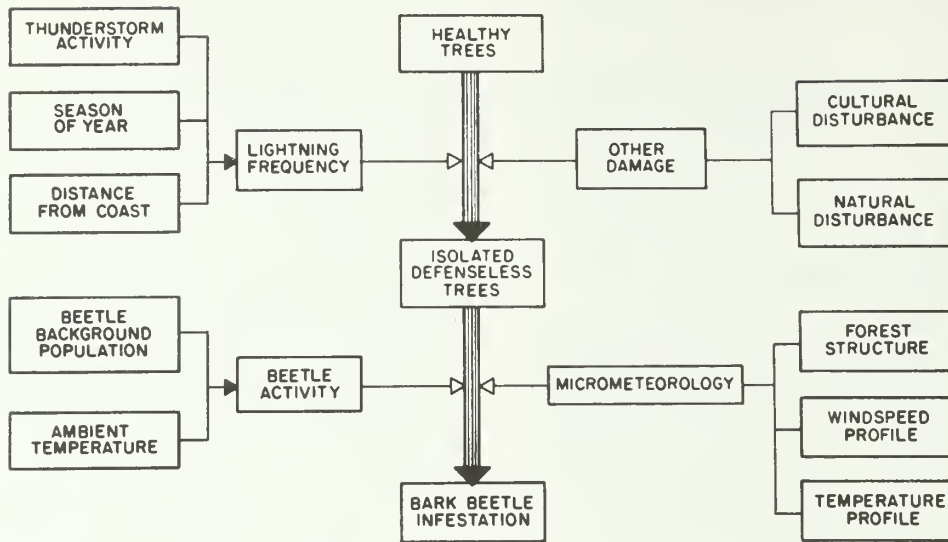 THUNDERSTORM
ACTIVITY
SEASON
OF YEAR
DISTANCE
FROM COAST
LIGHTNING
FREQUENCY
HEALTHY
TREES
OTHER
DAMAGE
CULTURAL
DISTURBANCE
NATURAL
DISTURBANCE
ISOLATED
DEFENSELESS
TREES
BEETLE
BACKGROUND
POPULATION
AMBIENT
TEMPERATURE
BEETLE
ACTIVITY
MICROMETEOROLOGY
FOREST
STRUCTURE
WINDSPEED
PROFILE
TEMPERATURE
PROFILE
BARK BEETLE
INFESTATION